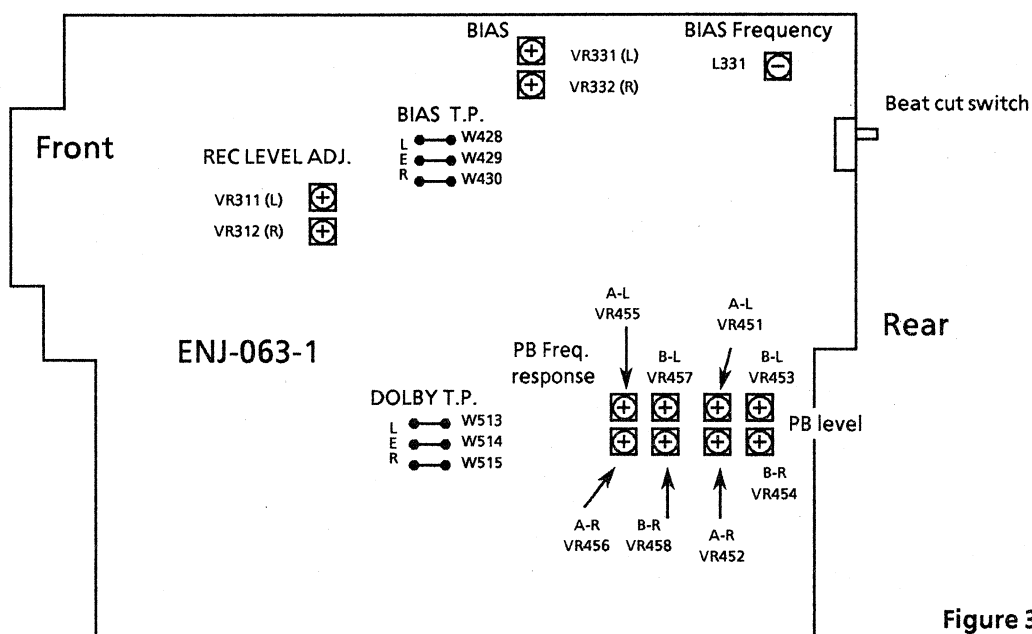 BIAS
VR331 (L)
VR332 (R)
BIAS Frequency
L331
Beat cut switch
Front
BIAS T.P.
L
E
R
W428
W429
W430
REC LEVEL ADJ.
VR311 (L)
VR312 (R)
A-L
VR455
A-L
VR451
Rear
ENJ-063-1
PB Freq.
response
B-L
VR457
B-L
VR453
DOLBY T.P.
L
E
R
W513
W514
W515
PB level
B-R
VR454
A-R
VR456
B-R
VR458
A-R
VR452
Figure 3